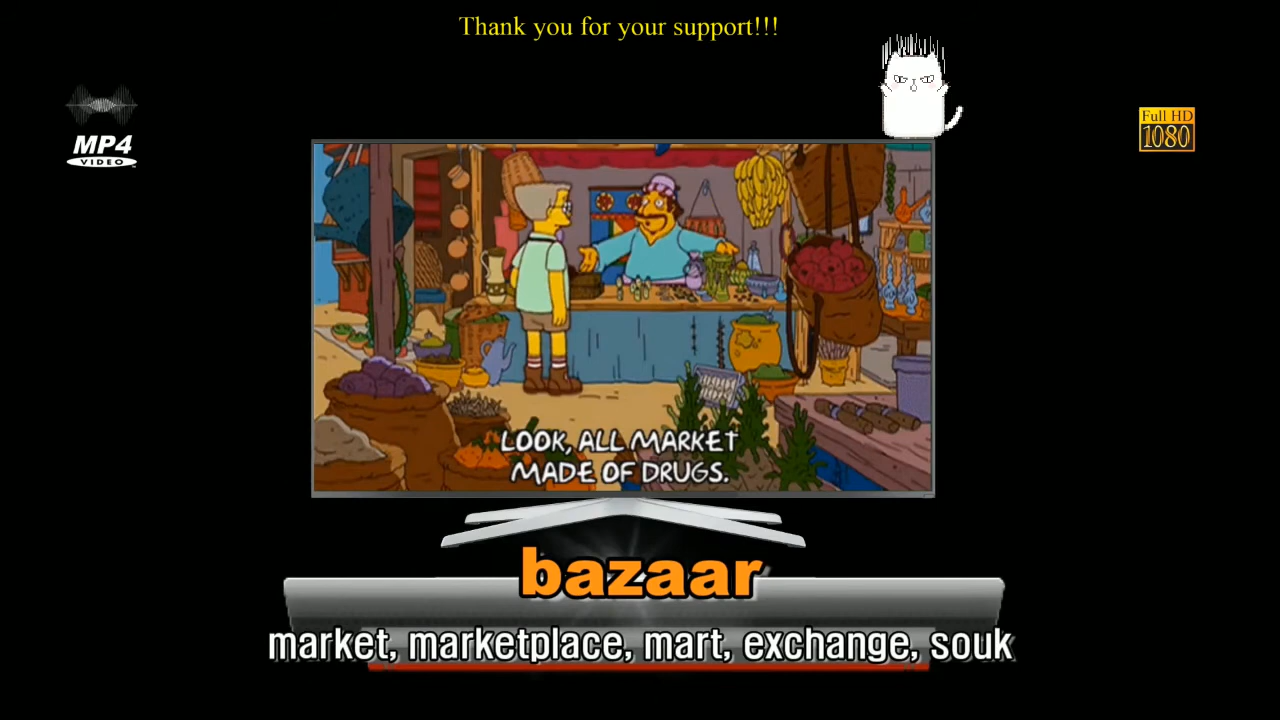 Thank you for your support!!!
MP4
VIDEO
Full HD
1080
LOOK, ALL MARKET
MADE OF DRUGS.
bazaar
market, marketplace, mart, exchange, souk